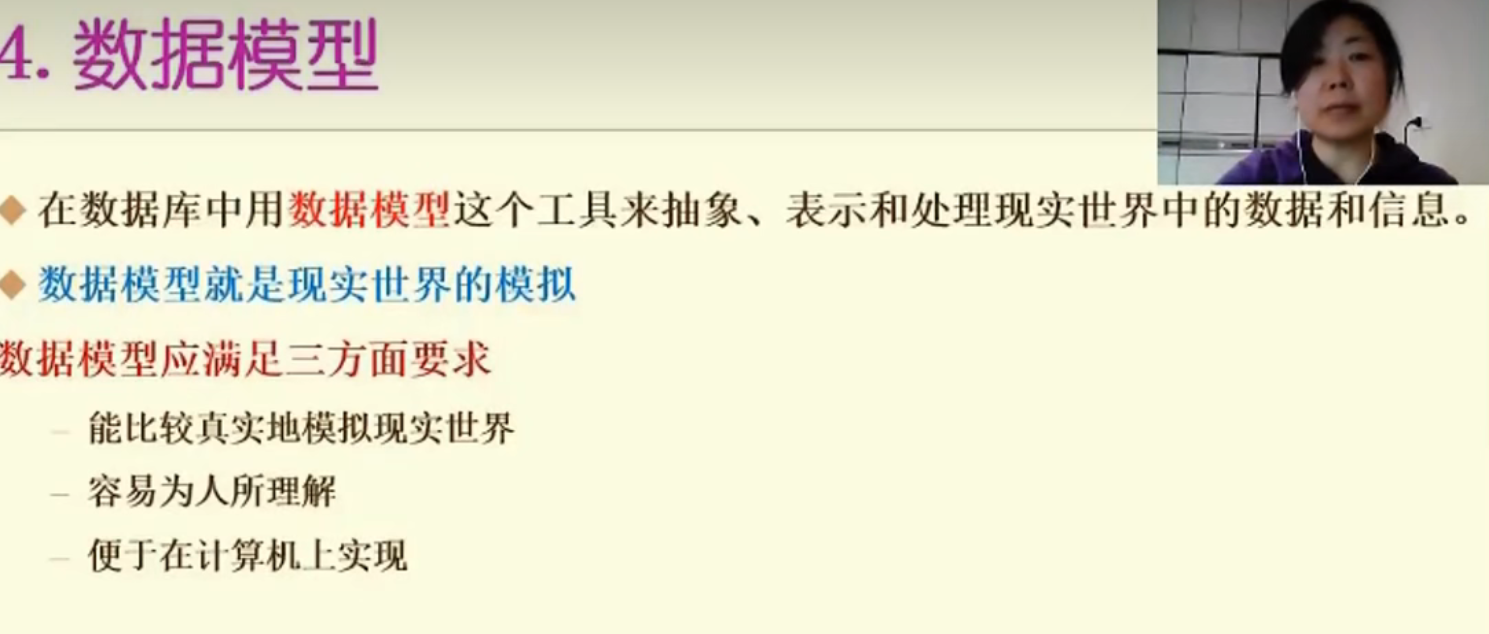 4. 数据模型
◆ 在数据库中用数据模型这个工具来抽象、表示和处理现实世界中的数据和信息。
◆ 数据模型就是现实世界的模拟
数据模型应满足三方面要求
– 能比较真实地模拟现实世界
– 容易为人所理解
– 便于在计算机上实现